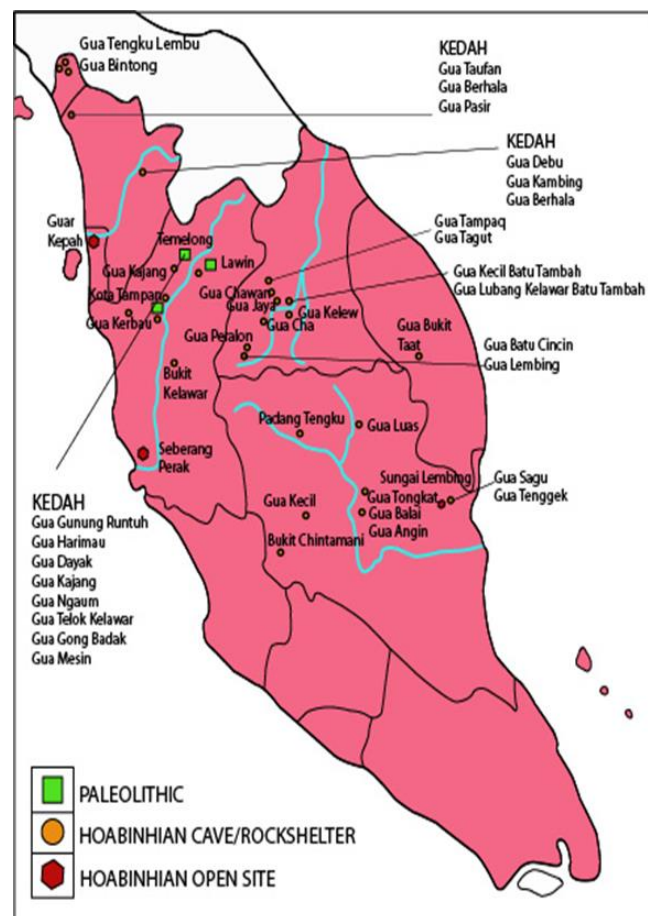 Gua Tengku Lembu
Gua Bintong
KEDAH
Gua Taufan
Gua Berhala
Gua Pasir
KEDAH
Gua Debu
Gua Kambing
Gua Berhala
Guar
Kepah
Temelong
Lawin
Gua Kajang
Kota Tampan
Gua Kerbau
Gua Tampaq
Gua Tagut
Gua Chawan
Gua Jaya
Gua Kelew
Gua Cha
Gua Peralon
Gua Kecil Batu Tambah
Gua Lubang Kelawar Batu Tambah
Gua Bukit
Taat
Gua Batu Cincin
Gua Lembing
Bukit
Kelawar
Seberang
Perak
Padang Tengku
Gua Luas
Sungai Lembing
Gua Tongkat
Gua Balai
Gua Angin
Gua Sagu
Gua Tenggek
Gua Kecil
Bukit Chintamani
KEDAH
Gua Gunung Runtuh
Gua Harimau
Gua Dayak
Gua Kajang
Gua Ngaum
Gua Telok Kelawar
Gua Gong Badak
Gua Mesin
PALEOLITHIC
HOABINHIAN CAVE/ROCKSHELTER
HOABINHIAN OPEN SITE